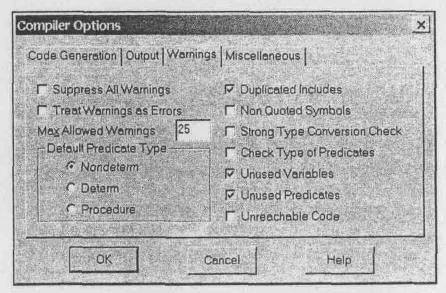 Compiler Options
Code Generation Output Warnings Miscellaneous
Suppress All Warnings
Treat Warnings as Errors
Max Allowed Warnings 25
Default Predicate Type
Nondeterm
Determ
Procedure
Duplicated Includes
Non Quoted Symbols
Strong Type Conversion Check
Check Type of Predicates
Unused Variables
Unused Predicates
Unreachable Code
OK Cancel Help